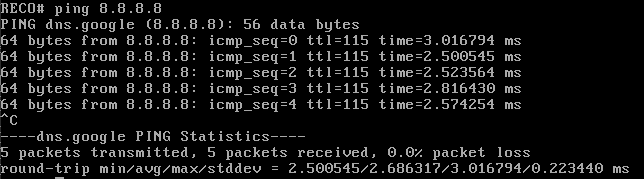 RECO# ping 8.8.8.8
PING dns.google (8.8.8.8): 56 data bytes
64 bytes from 8.8.8.8: icmp_seq=0 ttl=115 time=3.016794 ms
64 bytes from 8.8.8.8: icmp_seq=1 ttl=115 time=2.500545 ms
64 bytes from 8.8.8.8: icmp_seq=2 ttl=115 time=2.523564 ms
64 bytes from 8.8.8.8: icmp_seq=3 ttl=115 time=2.816430 ms
64 bytes from 8.8.8.8: icmp_seq=4 ttl=115 time=2.574254 ms
^C
----dns.google PING Statistics----
5 packets transmitted, 5 packets received, 0.0% packet loss
round-trip min/avg/max/stddev = 2.500545/2.686317/3.016794/0.223440 ms